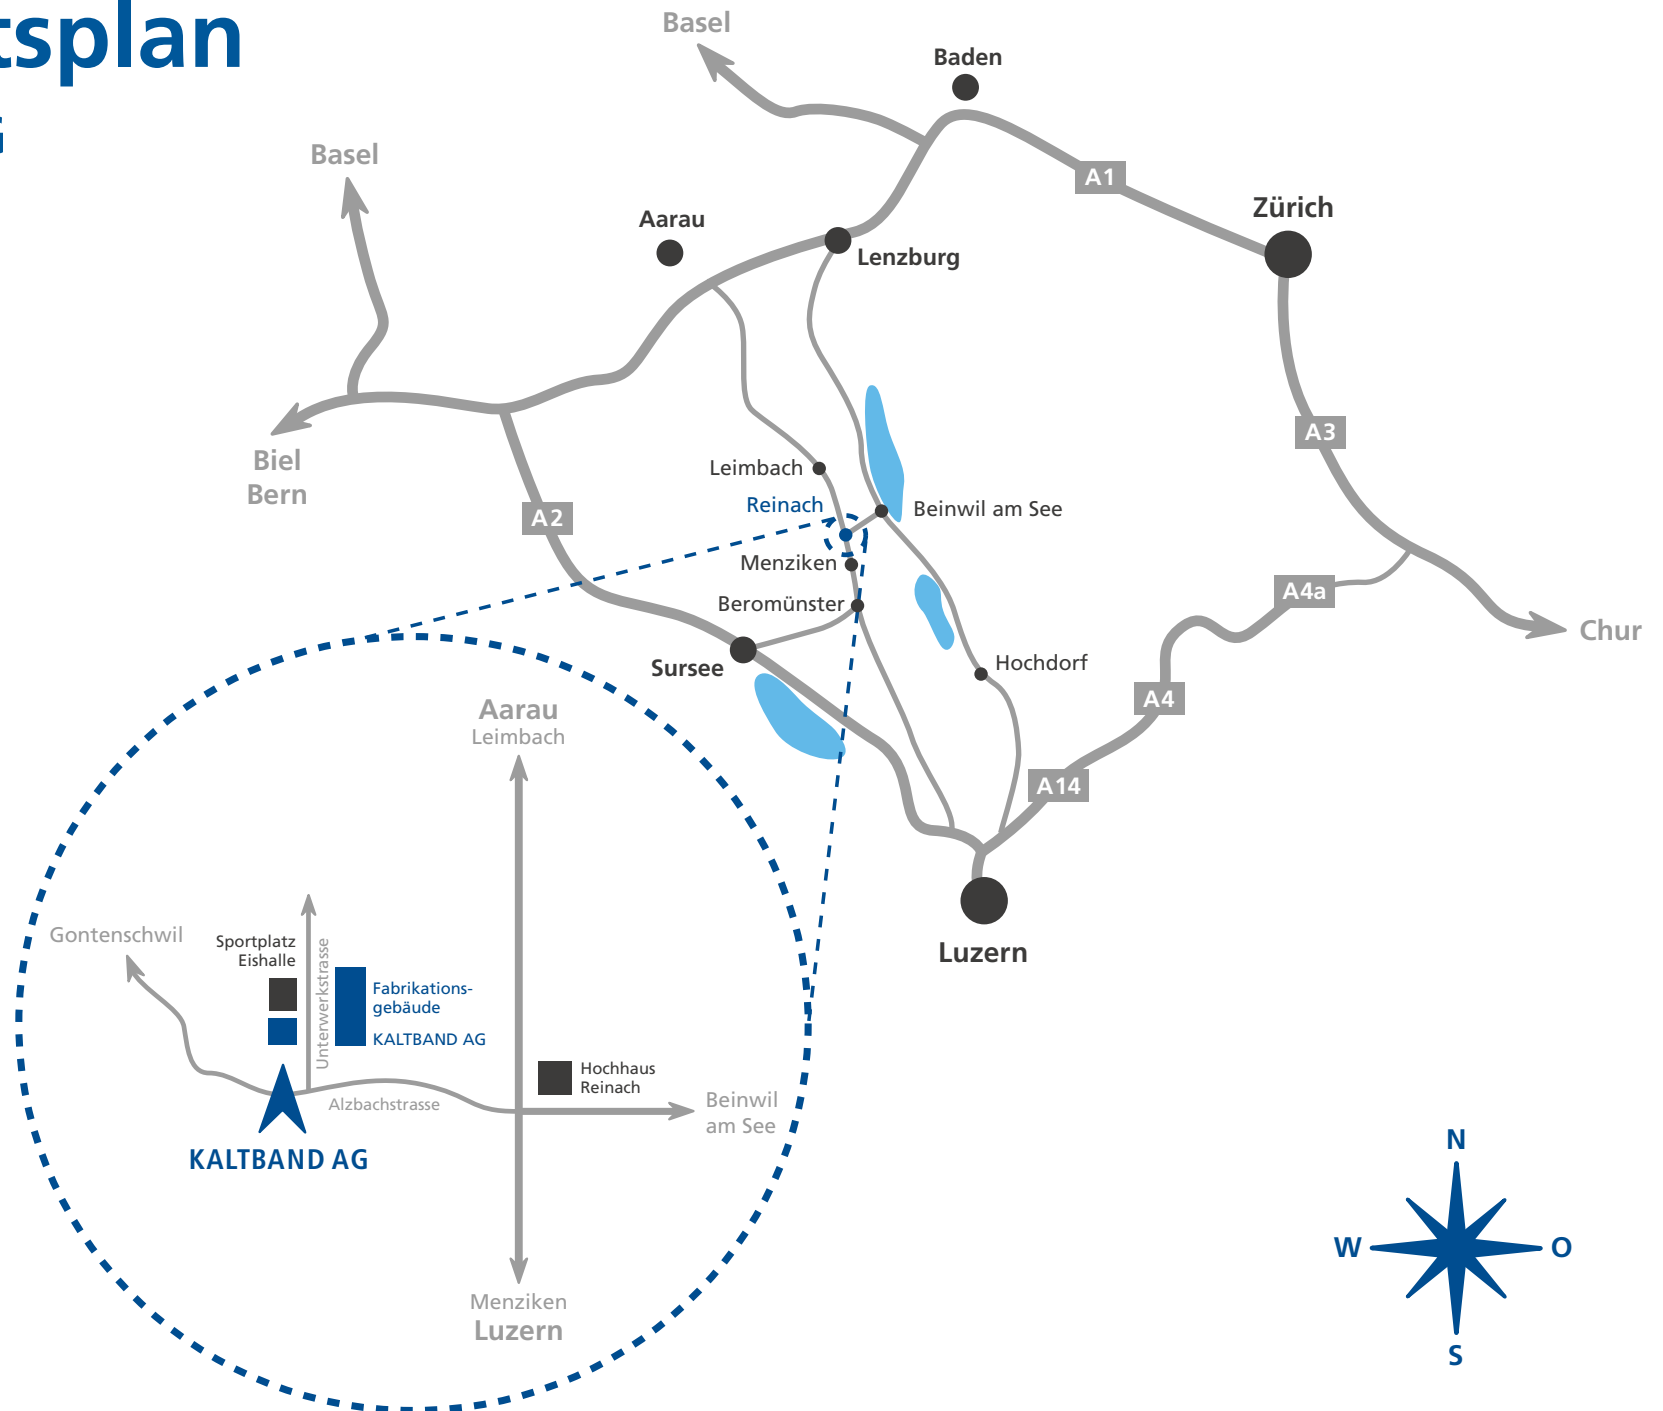 tsplan
G
Basel
Baden
Basel
A1
Zürich
Aarau
Lenzburg
A3
Biel
Bern
Leimbach
Reinach
Beinwil am See
A2
Menziken
A4a
Beromünster
Chur
Hochdorf
Sursee
A4
A14
Luzern
Aarau
Leimbach
Gontenschwil
Sportplatz
Eishalle
Unterwerkstrasse
Fabrikations-
gebäude
KALTBAND AG
Hochhaus
Reinach
Alzbachstrasse
Beinwil
am See
KALTBAND AG
Menziken
Luzern
N
W
O
S